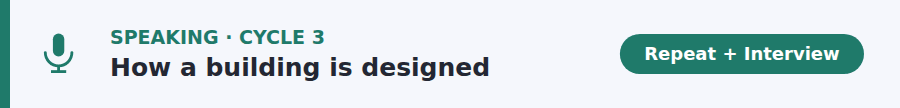 SPEAKING · CYCLE 3
How a building is designed
Repeat + Interview